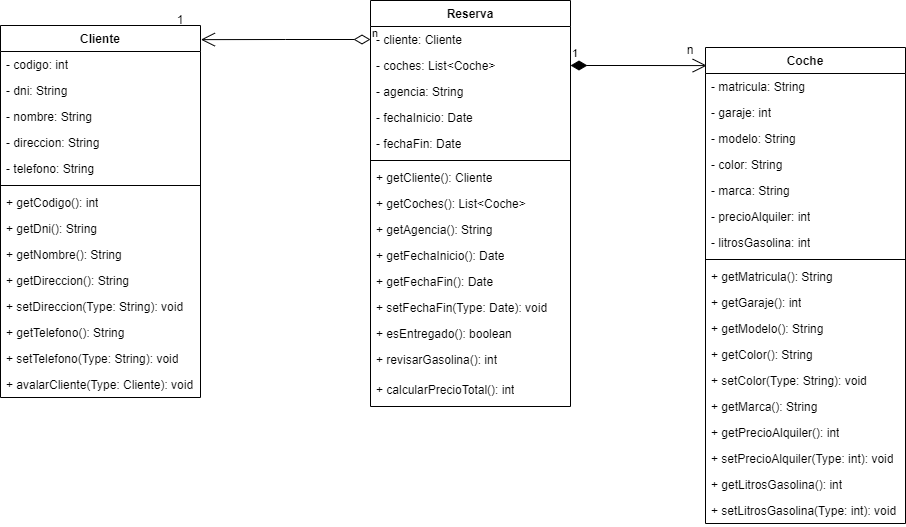 1
Cliente
- codigo: int
- dni: String
- nombre: String
- direccion: String
- telefono: String
+ getCodigo(): int
+ getDni(): String
+ getNombre(): String
+ getDireccion(): String
+ setDireccion(Type: String): void
+ getTelefono(): String
+ setTelefono(Type: String): void
+ avalarCliente(Type: Cliente): void
n
Reserva
- cliente: Cliente
- coches: List<Coche>
- agencia: String
- fechaInicio: Date
- fechaFin: Date
+ getCliente(): Cliente
+ getCoches(): List<Coche>
+ getAgencia(): String
+ getFechaInicio(): Date
+ getFechaFin(): Date
+ setFechaFin(Type: Date): void
+ esEntregado(): boolean
+ revisarGasolina(): int
+ calcularPrecioTotal(): int
1
n
Coche
- matricula: String
- garaje: int
- modelo: String
- color: String
- marca: String
- precioAlquiler: int
- litrosGasolina: int
+ getMatricula(): String
+ getGaraje(): int
+ getModelo(): String
+ getColor(): String
+ setColor(Type: String): void
+ getMarca(): String
+ getPrecioAlquiler(): int
+ setPrecioAlquiler(Type: int): void
+ getLitrosGasolina(): int
+ setLitrosGasolina(Type: int): void